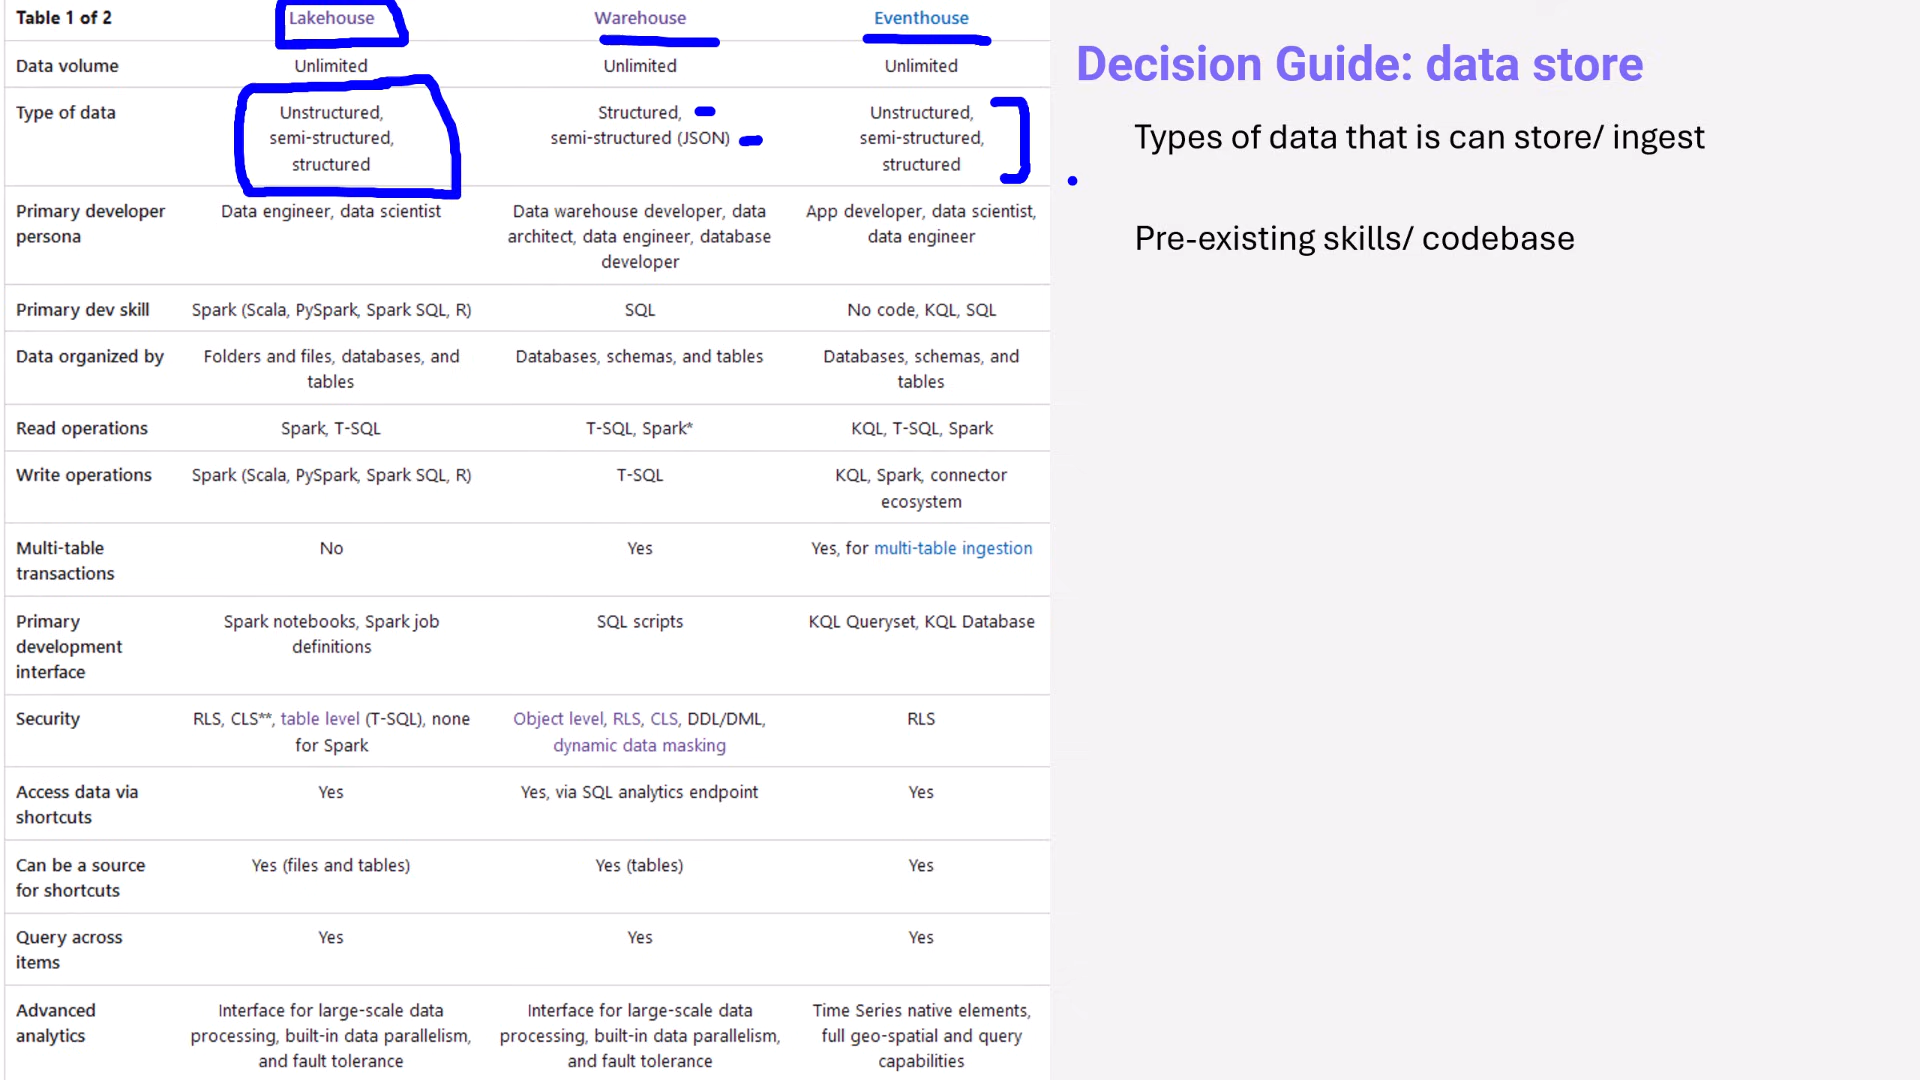 Table 1 of 2 Lakehouse Warehouse Eventhouse
Data volume Unlimited Unlimited Unlimited
Type of data Unstructured, Structured, Unstructured,
semi-structured, semi-structured (JSON) semi-structured,
structured structured
Primary developer Data engineer, data scientist Data warehouse developer, data App developer, data scientist,
persona architect, data engineer, database data engineer
developer
Primary dev skill Spark (Scala, PySpark, Spark SQL, R) SQL No code, KQL, SQL
Data organized by Folders and files, databases, and Databases, schemas, and tables Databases, schemas, and
tables tables
Read operations Spark, T-SQL T-SQL, Spark* KQL, T-SQL, Spark
Write operations Spark (Scala, PySpark, Spark SQL, R) T-SQL KQL, Spark, connector
ecosystem
Multi-table No Yes Yes, for multi-table ingestion
transactions
Primary Spark notebooks, Spark job SQL scripts KQL Queryset, KQL Database
development definitions
interface
Security RLS, CLS**, table level (T-SQL), none Object level, RLS, CLS, DDL/DML, RLS
for Spark dynamic data masking
Access data via Yes Yes, via SQL analytics endpoint Yes
shortcuts
Can be a source Yes (files and tables) Yes (tables) Yes
for shortcuts
Query across Yes Yes Yes
items
Advanced Interface for large-scale data Interface for large-scale data Time Series native elements,
analytics processing, built-in data parallelism, processing, built-in data parallelism, full geo-spatial and query
and fault tolerance and fault tolerance capabilities
Decision Guide: data store
Types of data that is can store/ ingest
Pre-existing skills/ codebase